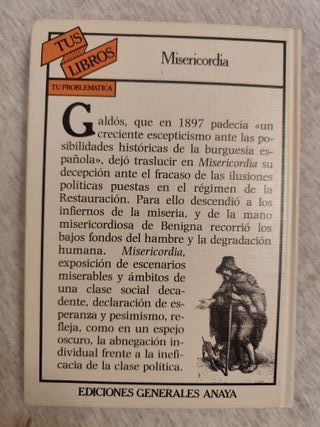 TUS
LIBROS
Misericordia
TU PROBLEMATICA
Galdós, que en 1897 padecía «un
creciente escepticismo ante las po-
sibilidades históricas de la burguesía es-
pañola», dejó traslucir en Misericordia su
decepción ante el fracaso de las ilusiones
políticas puestas en el régimen de la
Restauración. Para ello descendió a los
infiernos de la miseria, y de la mano
misericordiosa de Benigna recorrió los
bajos fondos del hambre y la degradación
humana. Misericordia,
exposición de escenarios
miserables y ámbitos de
una clase social deca-
dente, declaración de es-
peranza y pesimismo, re-
fleja, como en un espejo
oscuro, la abnegación in-
dividual frente a la inefi-
cacia de la clase política.
EDICIONES GENERALES ANAYA